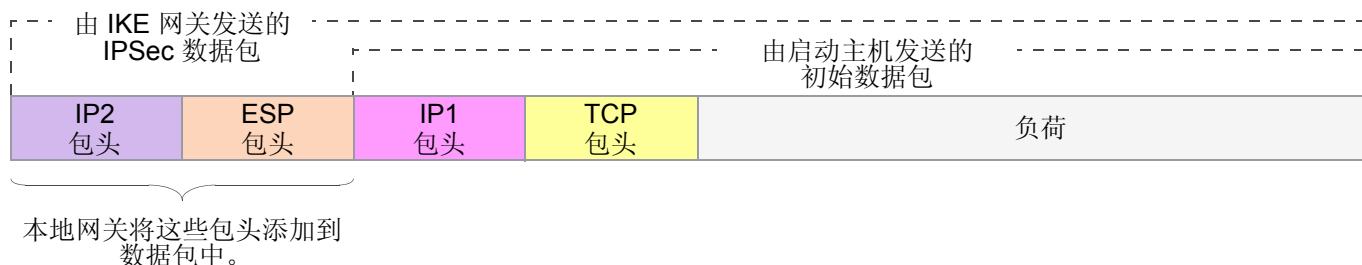 由 IKE 网关发送的
IPSec 数据包
由启动主机发送的
初始数据包
IP2
包头
ESP
包头
IP1
包头
TCP
包头
负荷
本地网关将这些包头添加到
数据包中。